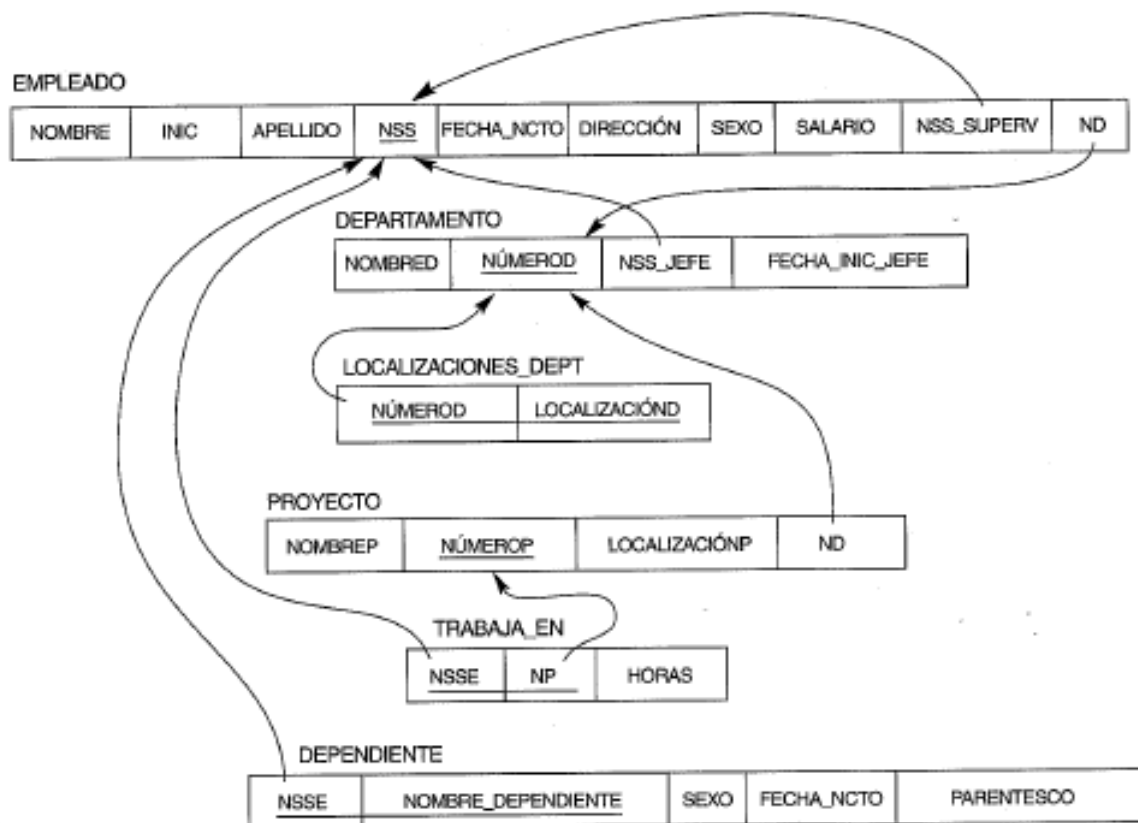 EMPLEADO
NOMBRE INIC APELLIDO NSS FECHA_NCTO DIRECCIÓN SEXO SALARIO NSS_SUPERV ND
DEPARTAMENTO
NOMBRED NÚMEROD NSS_JEFE FECHA_INIC_JEFE
LOCALIZACIONES_DEPT
NÚMEROD LOCALIZACIÓND
PROYECTO
NOMBREP NÚMEROP LOCALIZACIÓNP ND
TRABAJA_EN
NSSE NP HORAS
DEPENDIENTE
NSSE NOMBRE_DEPENDIENTE SEXO FECHA_NCTO PARENTESCO